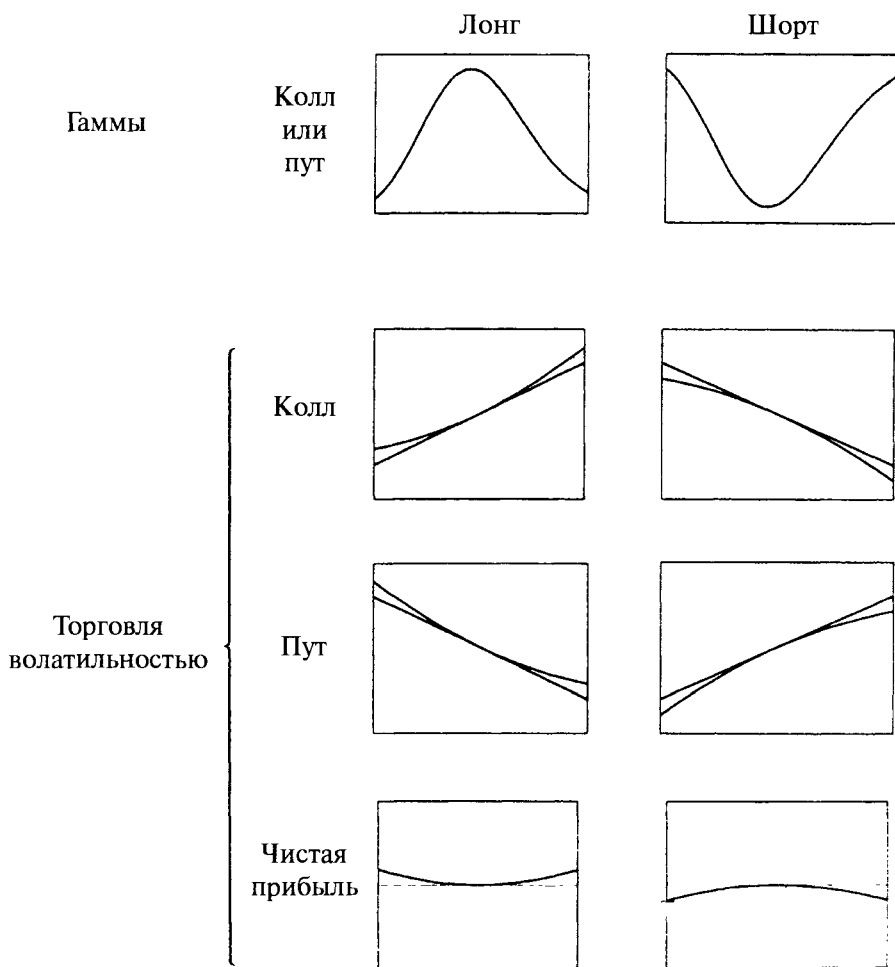 Лонг
Шорт
Гаммы
Колл
или
пут
Колл
Торговля
волатильностью
Пут
Чистая
прибыль